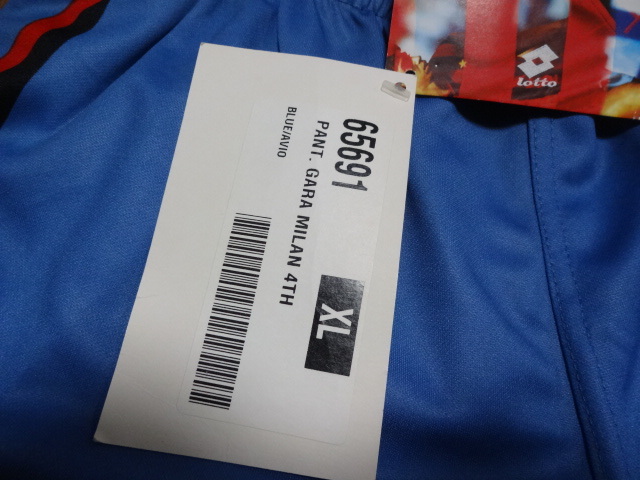 lotto
65691
PANT. GARA MILAN 4TH
BLUE/AVIO
XL